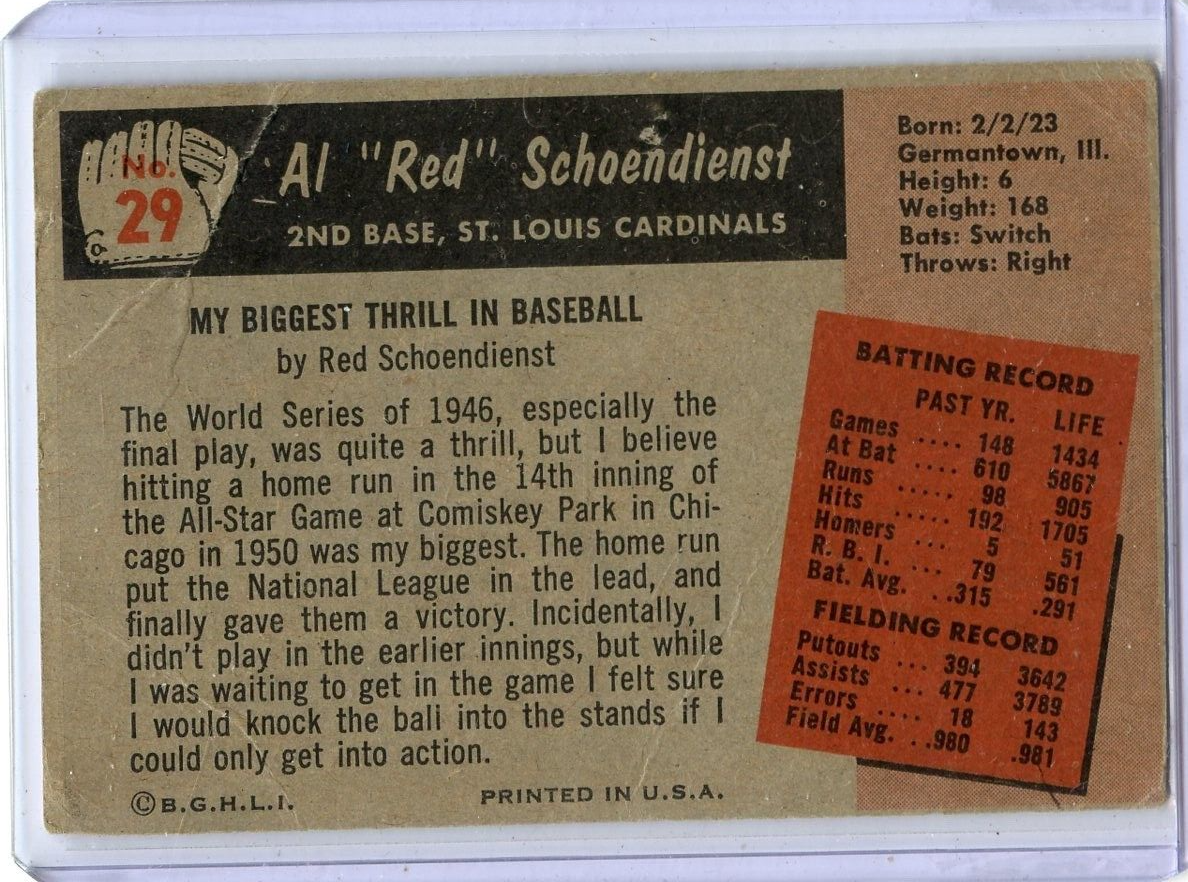 No.
29
Al "Red" Schoendienst
2ND BASE, ST. LOUIS CARDINALS
MY BIGGEST THRILL IN BASEBALL
by Red Schoendienst
The World Series of 1946, especially the
final play, was quite a thrill, but I believe
hitting a home run in the 14th inning of
the All-Star Game at Comiskey Park in Chi-
cago in 1950 was my biggest. The home run
put the National League in the lead, and
finally gave them a victory. Incidentally, I
didn't play in the earlier innings, but while
I was waiting to get in the game I felt sure
I would knock the ball into the stands if I
could only get into action.
© B.G.H.L.I.
PRINTED IN U.S.A.
Born: 2/2/23
Germantown, Ill.
Height: 6
Weight: 168
Bats: Switch
Throws: Right
BATTING RECORD
PAST YR. LIFE
Games .... 148 1434
At Bat .... 610 5867
Runs ..... 98 905
Hits ..... 192 1705
Homers ... 5 51
R. B. I. ... 79 561
Bat. Avg. ..315 .291
FIELDING RECORD
Putouts ... 394 3642
Assists ... 477 3789
Errors .... 18 143
Field Avg. ..980 .981